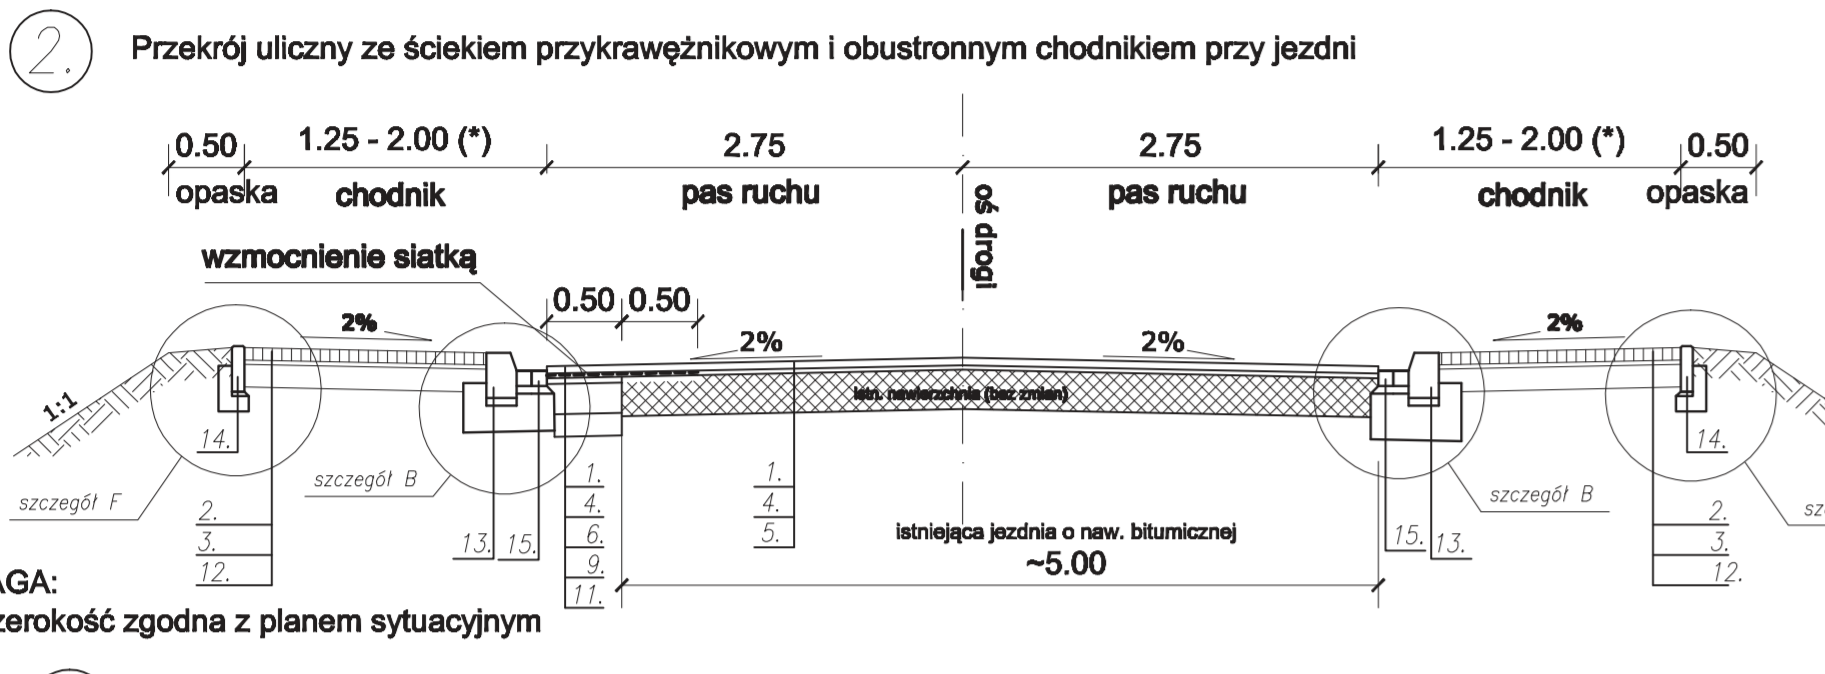 2. Przekrój uliczny ze ściekiem przykrawężnikowym i obustronnym chodnikiem przy jezdni
0.50 1.25 - 2.00 (*) 2.75 2.75 1.25 - 2.00 (*) 0.50
opaska chodnik pas ruchu pas ruchu chodnik opaska
oś drogi
wzmocnienie siatką
0.50 0.50
2% 2% 2% 2%
istn. nawierzchnia (bez zmian)
1:1
14. 14.
szczegół F szczegół B szczegół B
2.
3.
12.
13. 15.
1.
4.
6.
9.
11.
1.
4.
5.
istniejąca jezdnia o naw. bitumicznej
~5.00
15. 13.
2.
3.
12.
AGA:
zerokość zgodna z planem sytuacyjnym